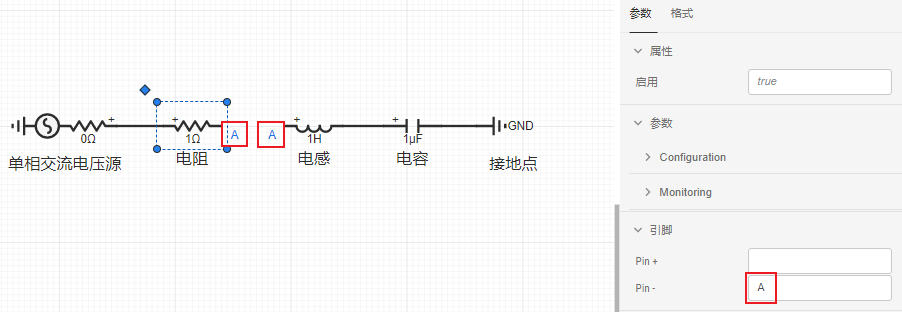 参数 格式
属性
启用 true
参数
Configuration
Monitoring
引脚
Pin +
Pin - A
+ + A A + +
0Ω 1Ω 1H 1μF GND
单相交流电压源 电阻 电感 电容 接地点